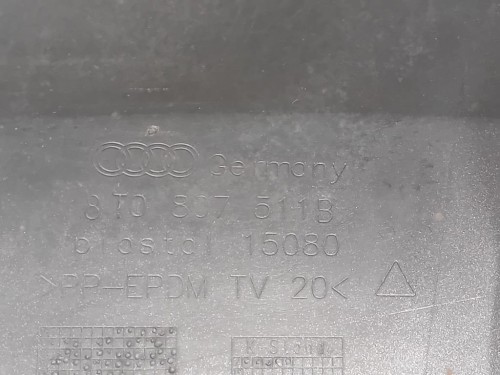 Germany
8T0 807 511B
plastal 15080
>PP-EPDM TV 20<